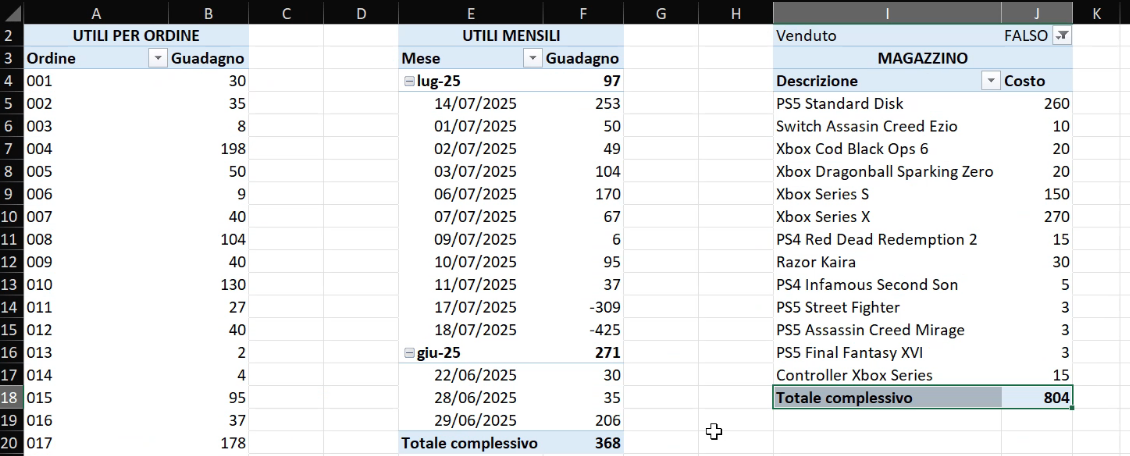 A B C D E F G H I J K
2 UTILI PER ORDINE UTILI MENSILI Venduto FALSO
3 Ordine Guadagno Mese Guadagno MAGAZZINO
4 001 30 lug-25 97 Descrizione Costo
5 002 35 14/07/2025 253 PS5 Standard Disk 260
6 003 8 01/07/2025 50 Switch Assasin Creed Ezio 10
7 004 198 02/07/2025 49 Xbox Cod Black Ops 6 20
8 005 50 03/07/2025 104 Xbox Dragonball Sparking Zero 20
9 006 9 06/07/2025 170 Xbox Series S 150
10 007 40 07/07/2025 67 Xbox Series X 270
11 008 104 09/07/2025 6 PS4 Red Dead Redemption 2 15
12 009 40 10/07/2025 95 Razor Kaira 30
13 010 130 11/07/2025 37 PS4 Infamous Second Son 5
14 011 27 17/07/2025 -309 PS5 Street Fighter 3
15 012 40 18/07/2025 -425 PS5 Assassin Creed Mirage 3
16 013 2 giu-25 271 PS5 Final Fantasy XVI 3
17 014 4 22/06/2025 30 Controller Xbox Series 15
18 015 95 28/06/2025 35 Totale complessivo 804
19 016 37 29/06/2025 206
20 017 178 Totale complessivo 368